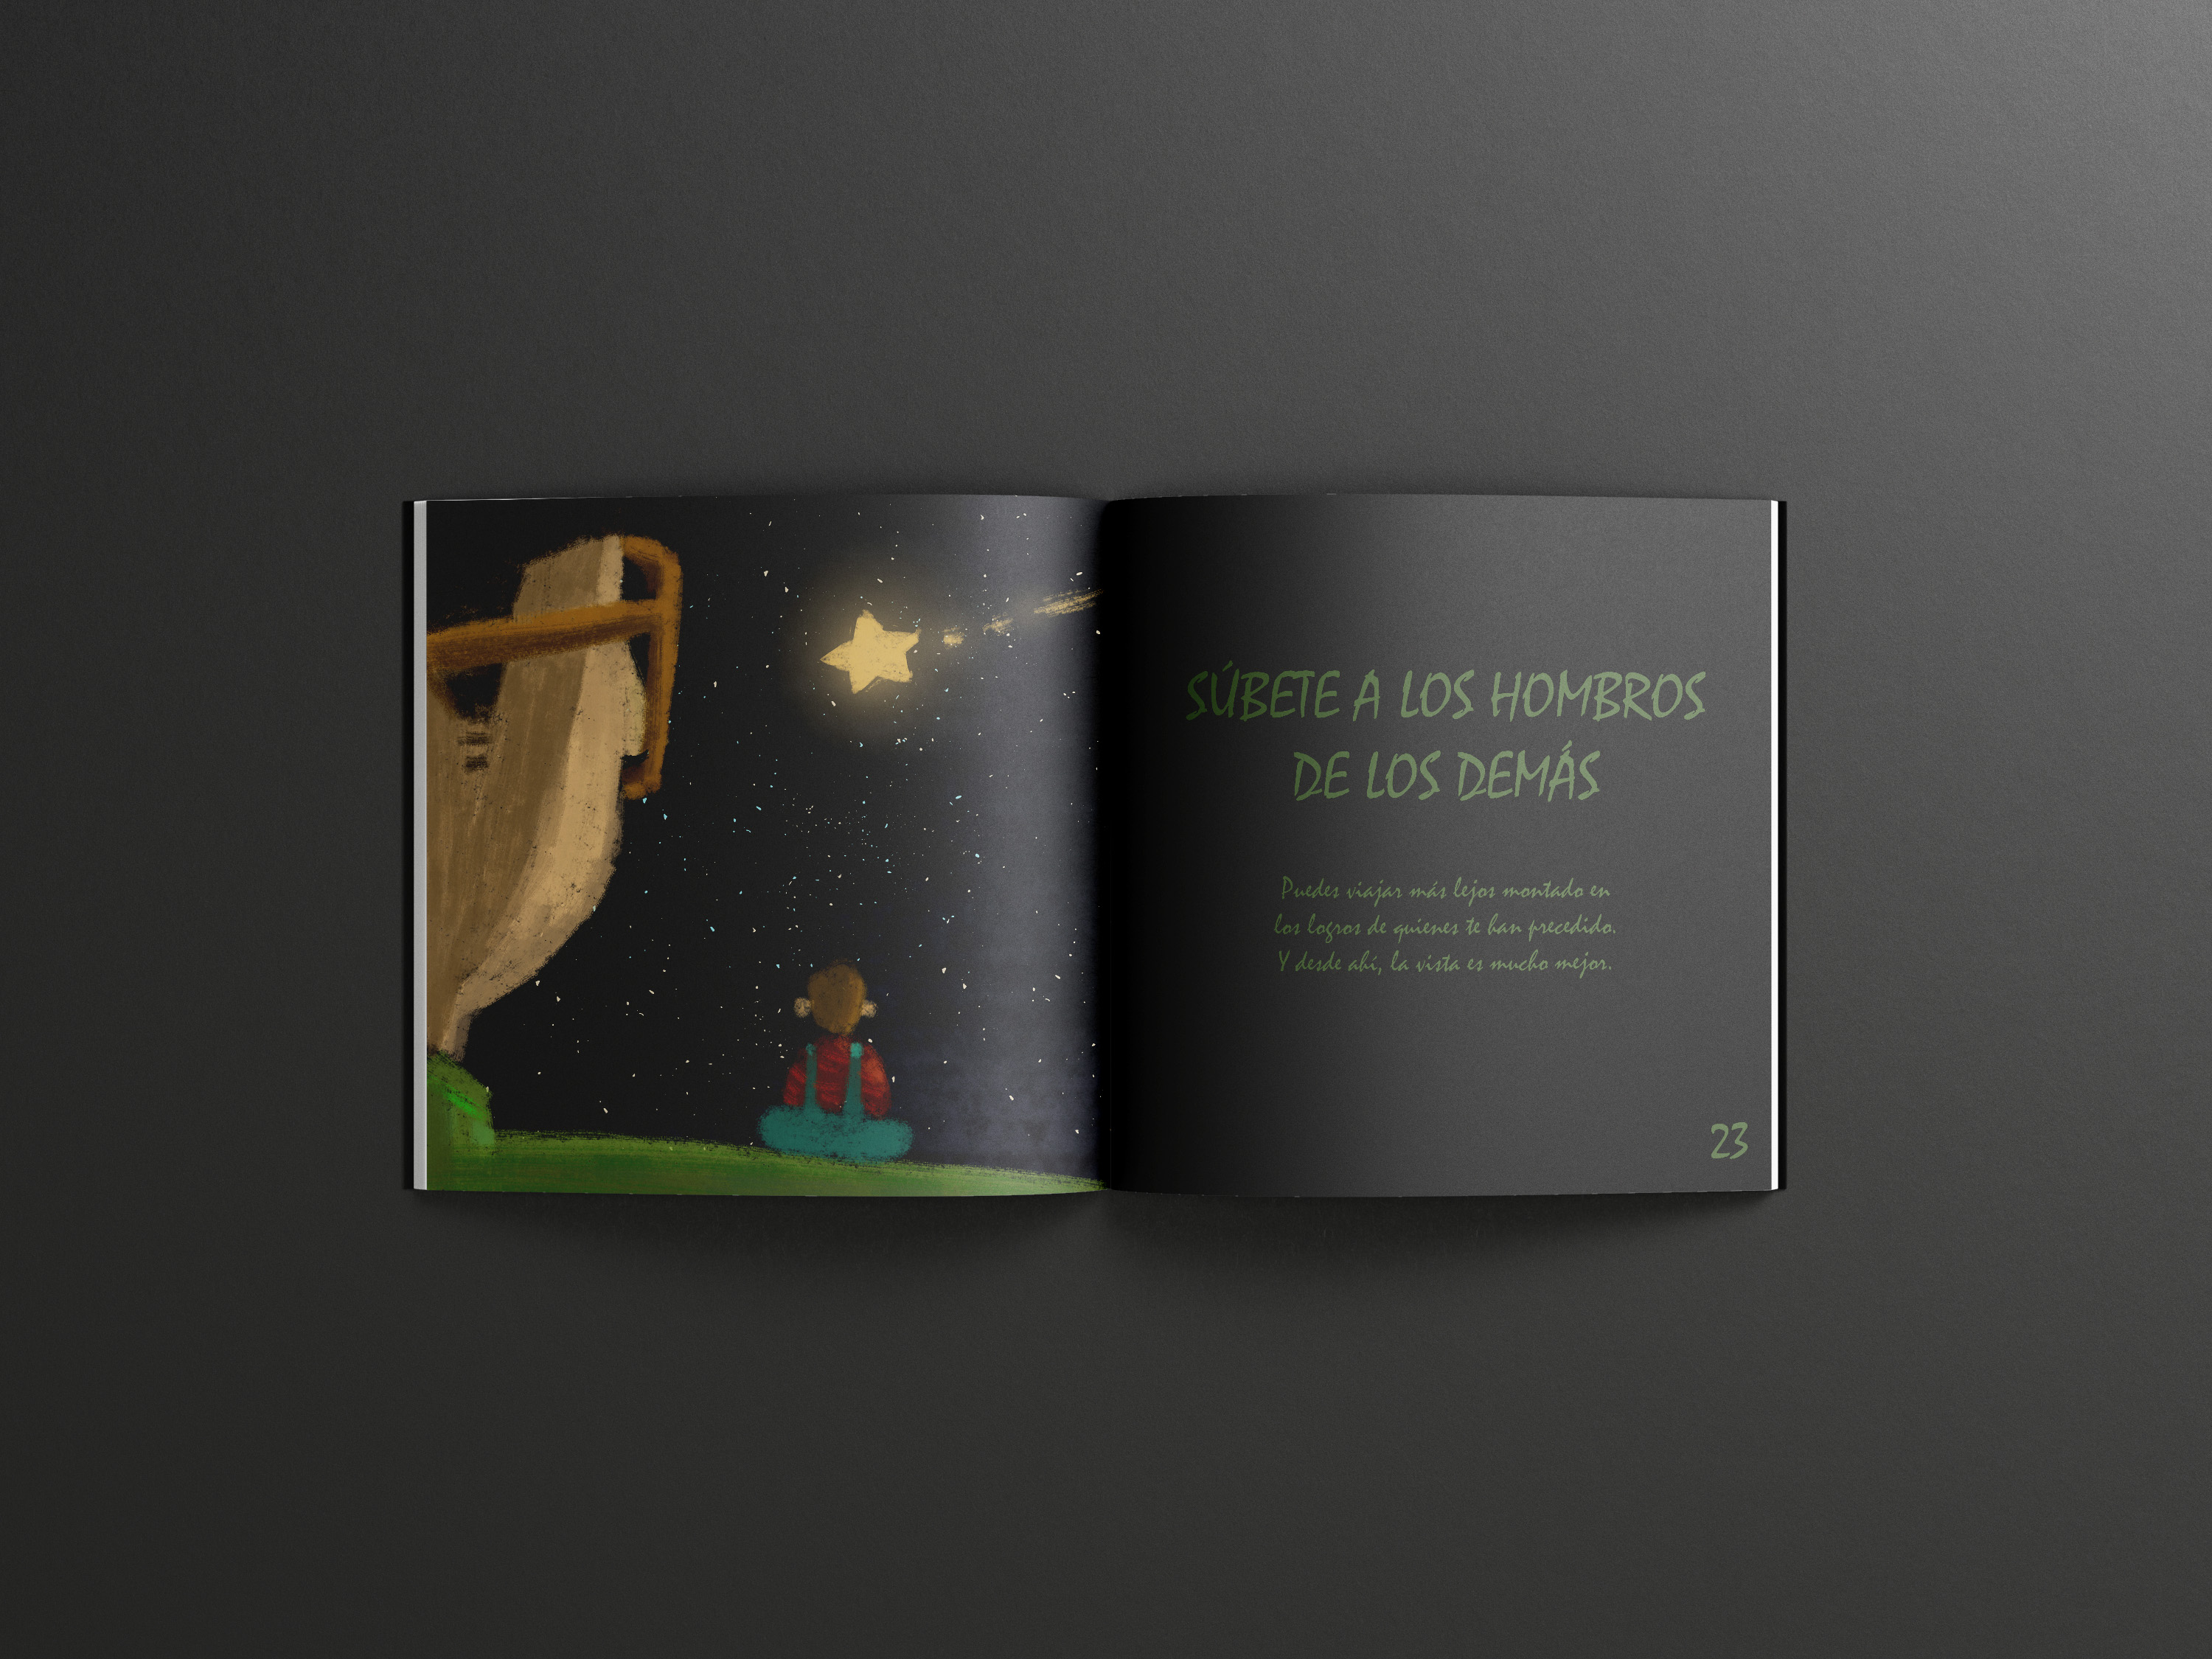 SÚBETE A LOS HOMBROS
DE LOS DEMÁS
Puedes viajar más lejos montado en
los logros de quienes te han precedido.
Y desde ahí, la vista es mucho mejor.
23